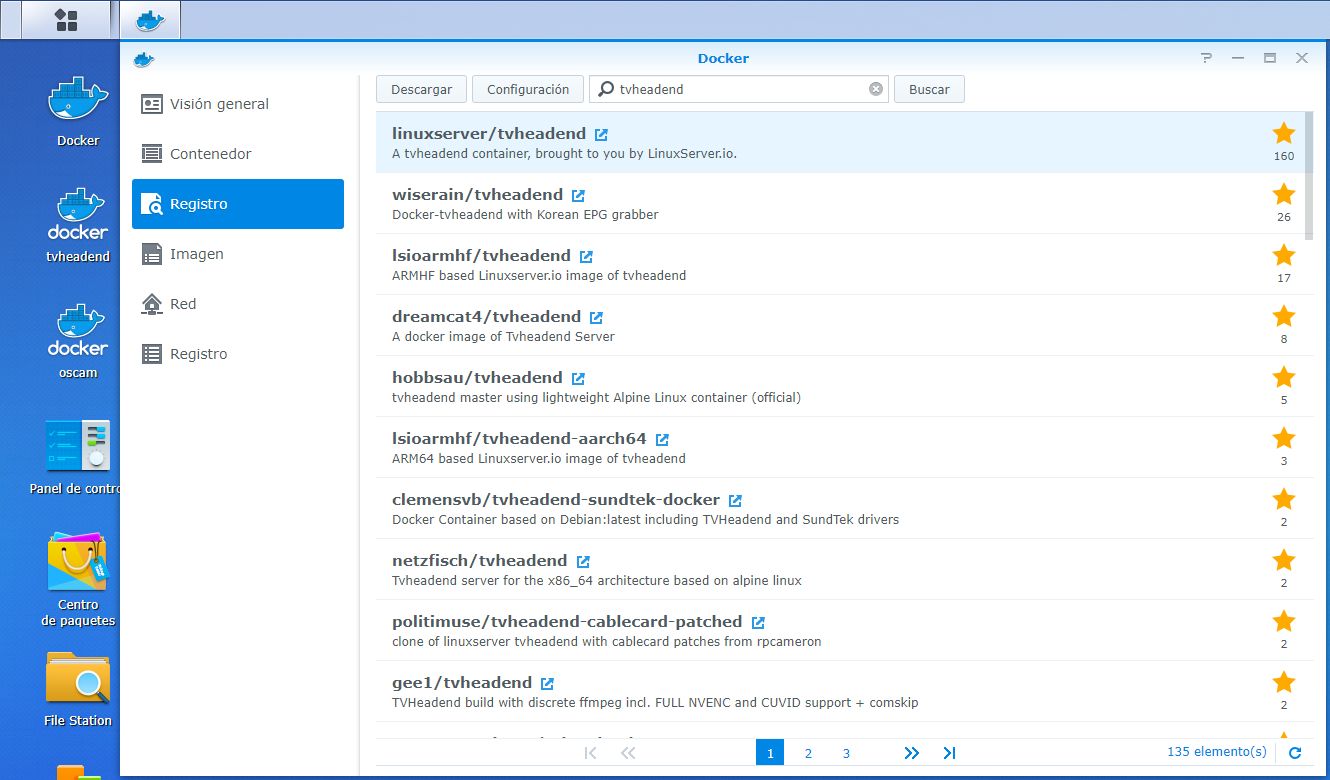 Docker
Docker
docker
tvheadend
docker
oscam
Panel de contro
Centro
de paquetes
File Station
Visión general
Contenedor
Registro
Imagen
Red
Registro
Descargar
Configuración
tvheadend
Buscar
linuxserver/tvheadend
A tvheadend container, brought to you by LinuxServer.io.
160
wiserain/tvheadend
Docker-tvheadend with Korean EPG grabber
26
lsioarmhf/tvheadend
ARMHF based Linuxserver.io image of tvheadend
17
dreamcat4/tvheadend
A docker image of Tvheadend Server
8
hobbsau/tvheadend
tvheadend master using lightweight Alpine Linux container (official)
5
lsioarmhf/tvheadend-aarch64
ARM64 based Linuxserver.io image of tvheadend
3
clemensvb/tvheadend-sundtek-docker
Docker Container based on Debian:latest including TVHeadend and SundTek drivers
2
netzfisch/tvheadend
Tvheadend server for the x86_64 architecture based on alpine linux
2
politimuse/tvheadend-cablecard-patched
clone of linuxserver tvheadend with cablecard patches from rpcameron
2
gee1/tvheadend
TVHeadend build with discrete ffmpeg incl. FULL NVENC and CUVID support + comskip
2
1 2 3
135 elemento(s)